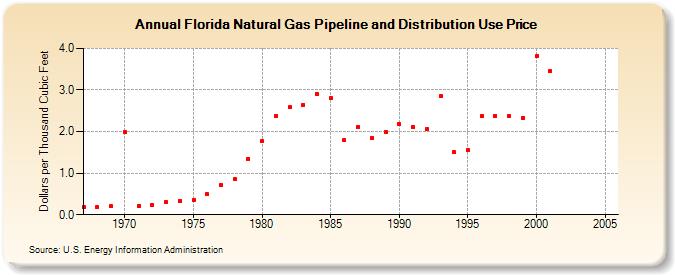 Annual Florida Natural Gas Pipeline and Distribution Use Price
Dollars per Thousand Cubic Feet
4.0
3.0
2.0
1.0
0.0
1970 1975 1980 1985 1990 1995 2000 2005
Source: U.S. Energy Information Administration